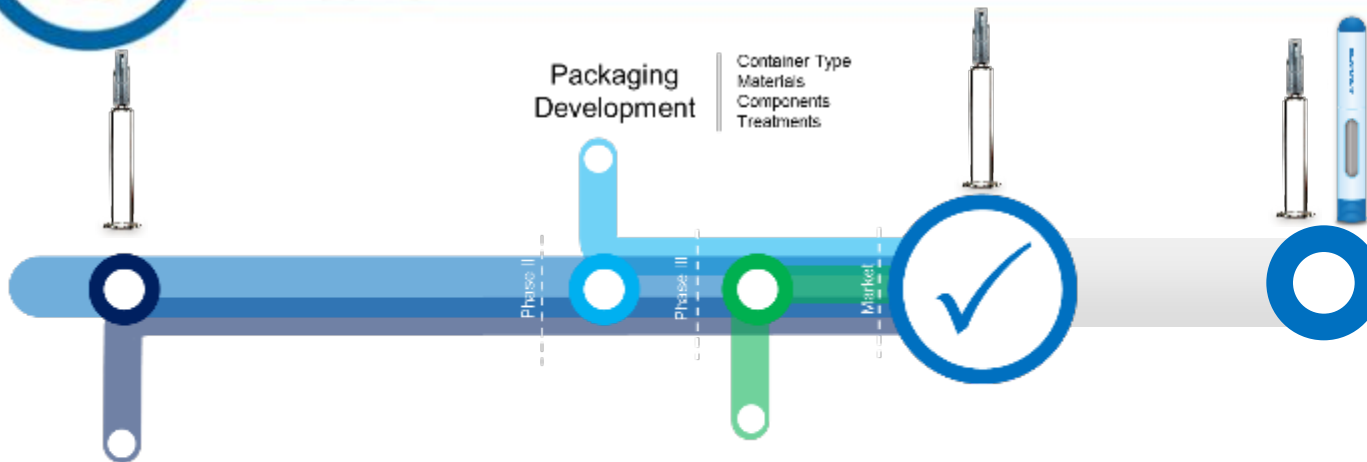 Packaging
Development
Container Type
Materials
Components
Treatments
Phase II
Phase III
Market